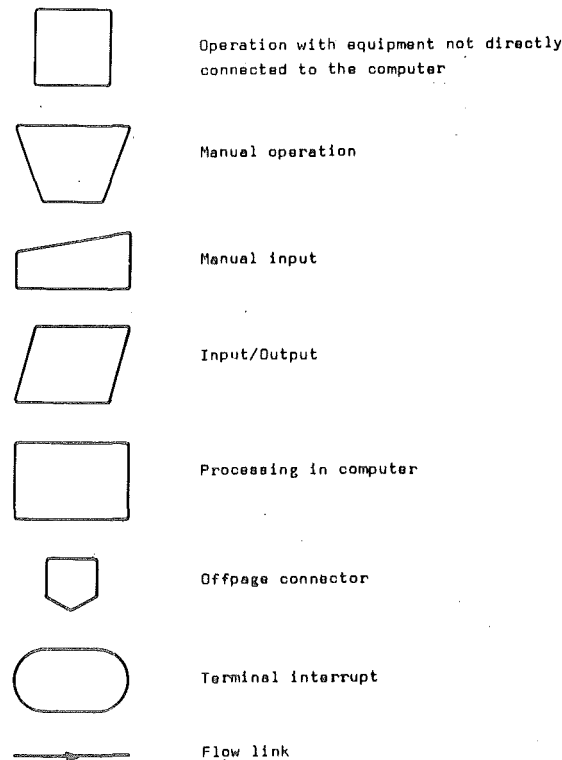 Operation with equipment not directly
connected to the computer
Manual operation
Manual input
Input/Output
Processing in computer
Offpage connector
Terminal interrupt
Flow link